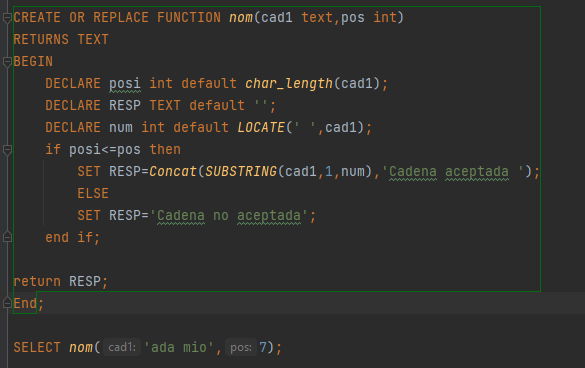 CREATE OR REPLACE FUNCTION nom(cad1 text,pos int)
RETURNS TEXT
BEGIN
    DECLARE posi int default char_length(cad1);
    DECLARE RESP TEXT default '';
    DECLARE num int default LOCATE(' ',cad1);
    if posi<=pos then
        SET RESP=Concat(SUBSTRING(cad1,1,num),'Cadena aceptada ');
        ELSE
        SET RESP='Cadena no aceptada';
    end if;

return RESP;
End;

SELECT nom( cad1: 'ada mio', pos: 7);